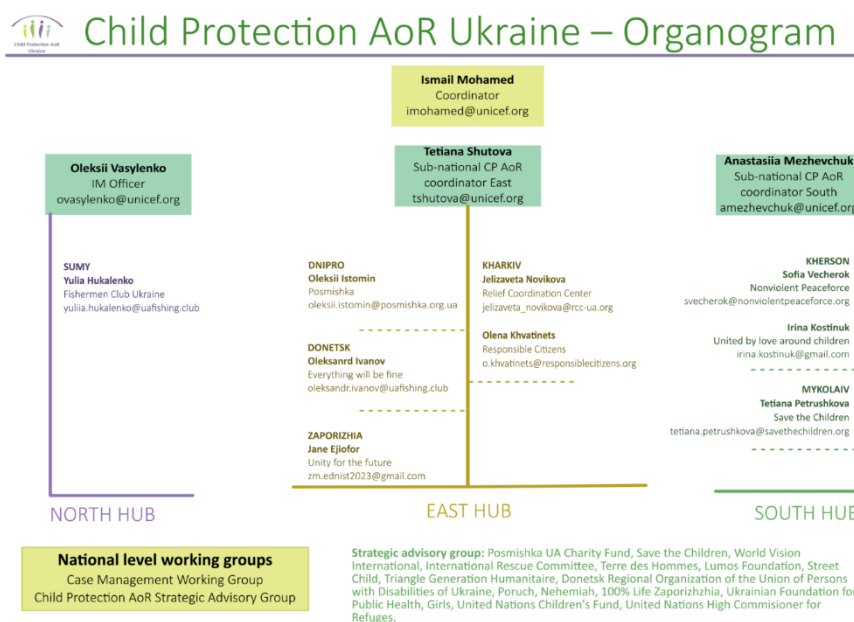 Child Protection AoR Ukraine – Organogram
Child Protection AoR
Ukraine
Ismail Mohamed
Coordinator
imohamed@unicef.org
Oleksii Vasylenko
IM Officer
ovasylenko@unicef.org
Tetiana Shutova
Sub-national CP AoR
coordinator East
tshutova@unicef.org
Anastasiia Mezhevchuk
Sub-national CP AoR
coordinator South
amezhevchuk@unicef.org
SUMY
Yulia Hukalenko
Fishermen Club Ukraine
yuliia.hukalenko@uafishing.club
NORTH HUB
DNIPRO
Oleksii Istomin
Posmishka
oleksii.istomin@posmishka.org.ua
DONETSK
Oleksanrd Ivanov
Everything will be fine
oleksandr.ivanov@uafishing.club
ZAPORIZHIA
Jane Ejiofor
Unity for the future
zm.ednist2023@gmail.com
KHARKIV
Jelizaveta Novikova
Relief Coordination Center
jelizaveta_novikova@rcc-ua.org
Olena Khvatinets
Responsible Citizens
o.khvatinets@responsiblecitizens.org
EAST HUB
KHERSON
Sofia Vecherok
Nonviolent Peaceforce
svecherok@nonviolentpeaceforce.org
Irina Kostinuk
United by love around children
irina.kostinuk@gmail.com
MYKOLAIV
Tetiana Petrushkova
Save the Children
tetiana.petrushkova@savethechildren.org
SOUTH HUB
National level working groups
Case Management Working Group
Child Protection AoR Strategic Advisory Group
Strategic advisory group: Posmishka UA Charity Fund, Save the Children, World Vision
International, International Rescue Committee, Terre des Hommes, Lumos Foundation, Street
Child, Triangle Generation Humanitaire, Donetsk Regional Organization of the Union of Persons
with Disabilities of Ukraine, Poruch, Nehemiah, 100% Life Zaporizhzhia, Ukrainian Foundation for
Public Health, Girls, United Nations Children's Fund, United Nations High Commisioner for
Refuges.